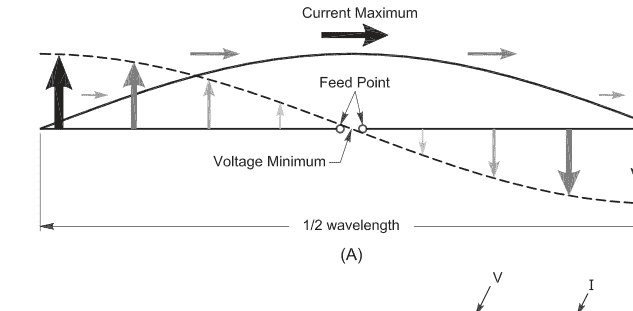 Current Maximum
Feed Point
Voltage Minimum
1/2 wavelength
(A)
V
I